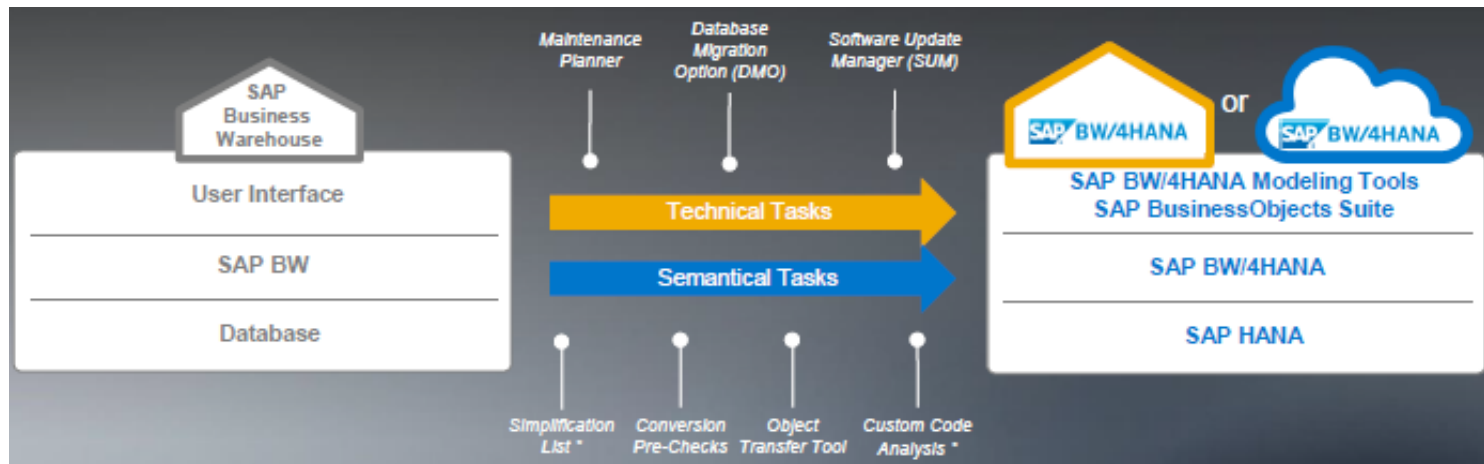 SAP
Business
Warehouse
User Interface
SAP BW
Database
Maintenance
Planner
Database
Migration
Option (DMO)
Software Update
Manager (SUM)
Technical Tasks
Semantical Tasks
Simplification
List *
Conversion
Pre-Checks
Object
Transfer Tool
Custom Code
Analysis *
SAP BW/4HANA
or
SAP BW/4HANA
SAP BW/4HANA Modeling Tools
SAP BusinessObjects Suite
SAP BW/4HANA
SAP HANA